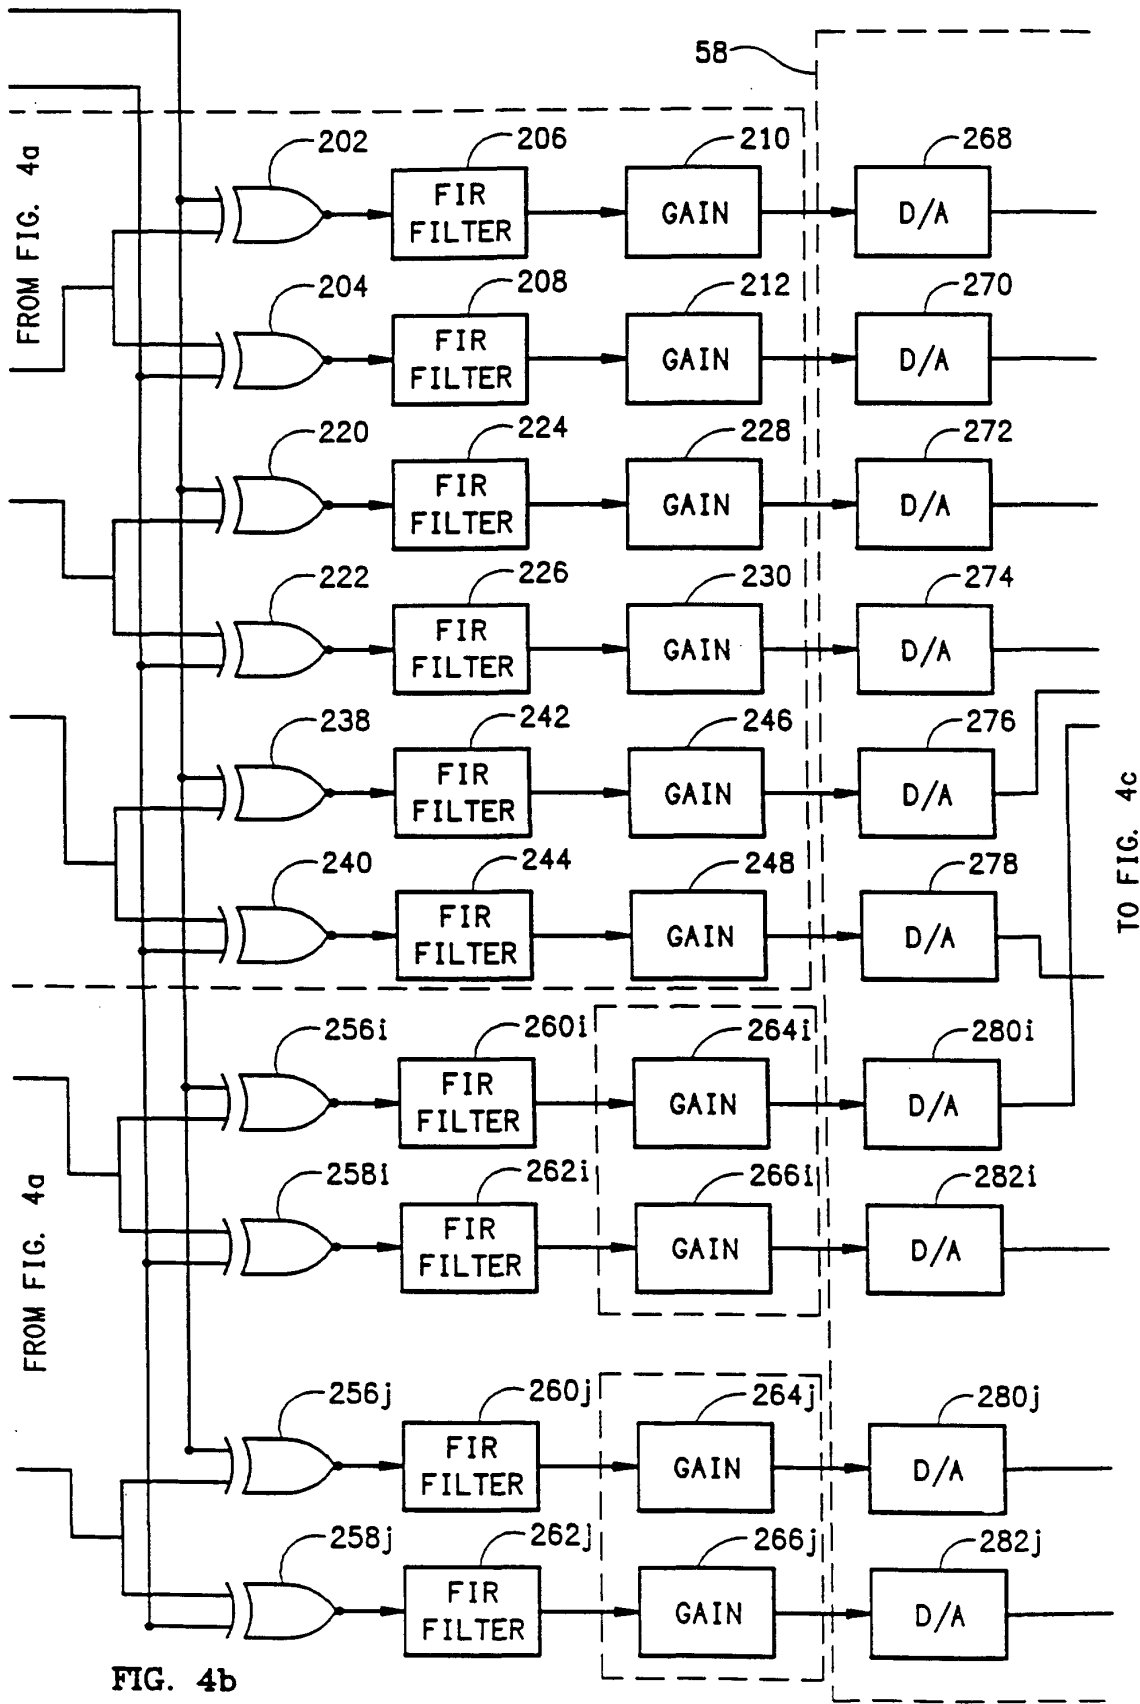 58
FROM FIG. 4a
202
206
210
268
FIR
FILTER
GAIN
D/A
204
208
212
270
FIR
FILTER
GAIN
D/A
220
224
228
272
FIR
FILTER
GAIN
D/A
222
226
230
274
FIR
FILTER
GAIN
D/A
238
242
246
276
FIR
FILTER
GAIN
D/A
TO FIG. 4c
240
244
248
278
FIR
FILTER
GAIN
D/A
FROM FIG. 4a
256i
260i
264i
280i
FIR
FILTER
GAIN
D/A
258i
262i
266i
282i
FIR
FILTER
GAIN
D/A
256j
260j
264j
280j
FIR
FILTER
GAIN
D/A
258j
262j
266j
282j
FIR
FILTER
GAIN
D/A
FIG. 4b